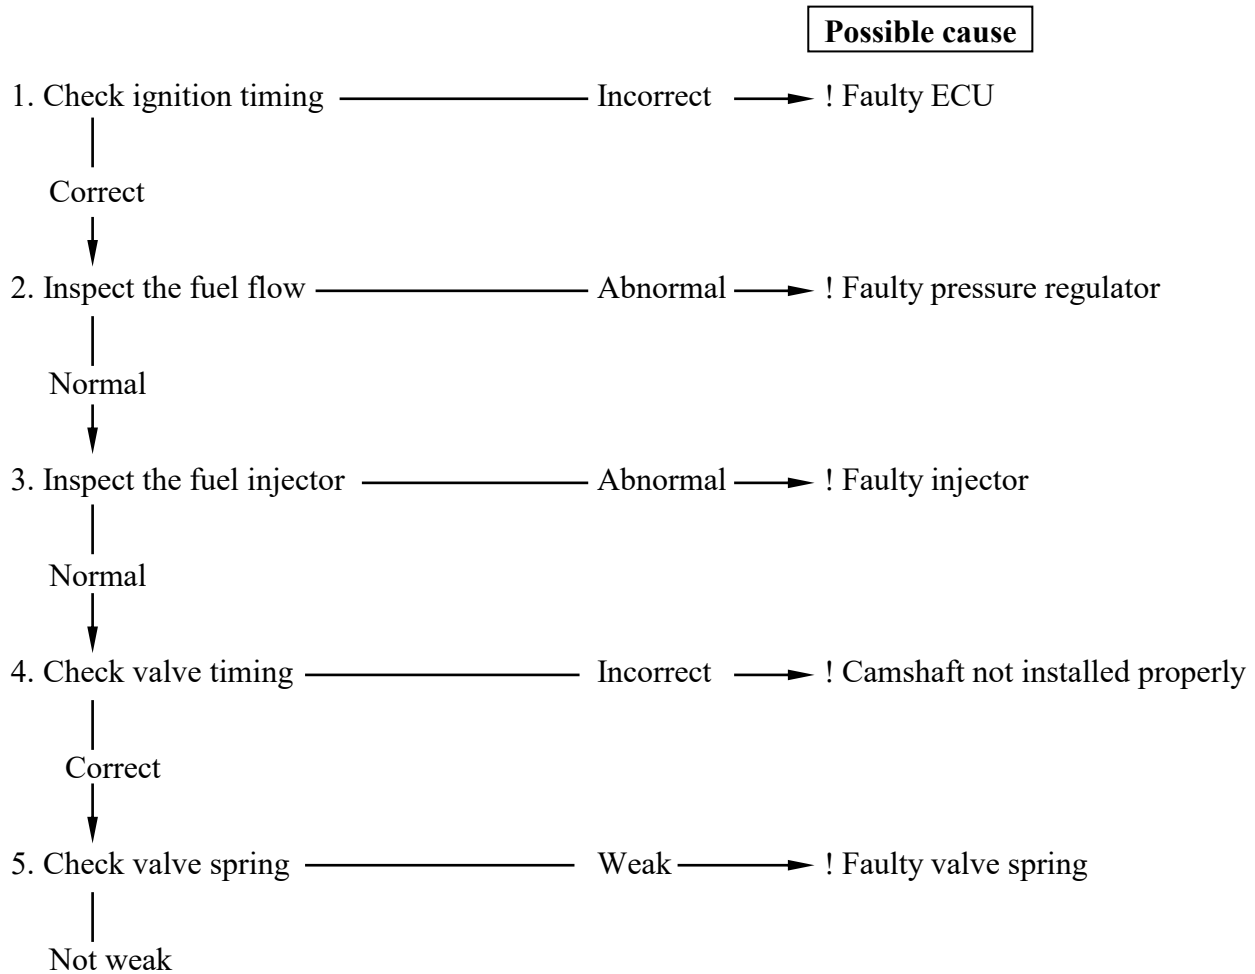 Possible cause
1. Check ignition timing Incorrect ! Faulty ECU
Correct
2. Inspect the fuel flow Abnormal ! Faulty pressure regulator
Normal
3. Inspect the fuel injector Abnormal ! Faulty injector
Normal
4. Check valve timing Incorrect ! Camshaft not installed properly
Correct
5. Check valve spring Weak ! Faulty valve spring
Not weak